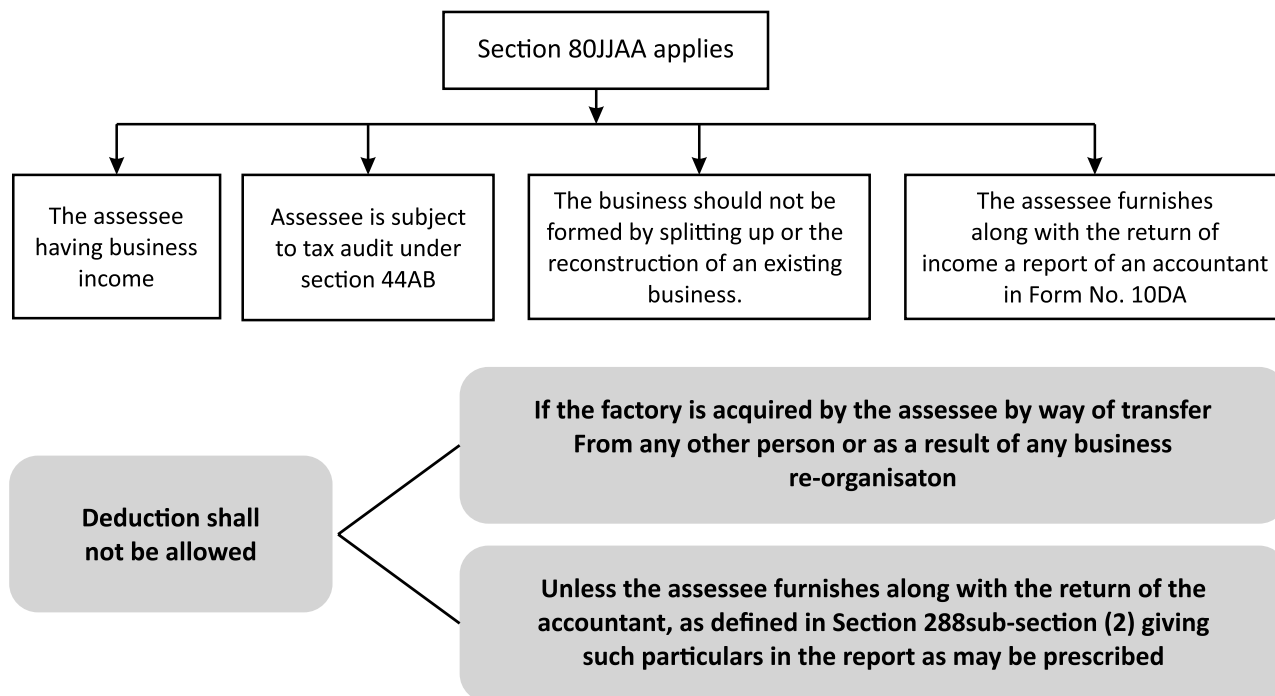 Section 80JJAA applies
The assessee
having business
income
Assessee is subject
to tax audit under
section 44AB
The business should not be
formed by splitting up or the
reconstruction of an existing
business.
The assessee furnishes
along with the return of
income a report of an accountant
in Form No. 10DA
Deduction shall
not be allowed
If the factory is acquired by the assessee by way of transfer
From any other person or as a result of any business
re-organisaton
Unless the assessee furnishes along with the return of the
accountant, as defined in Section 288sub-section (2) giving
such particulars in the report as may be prescribed